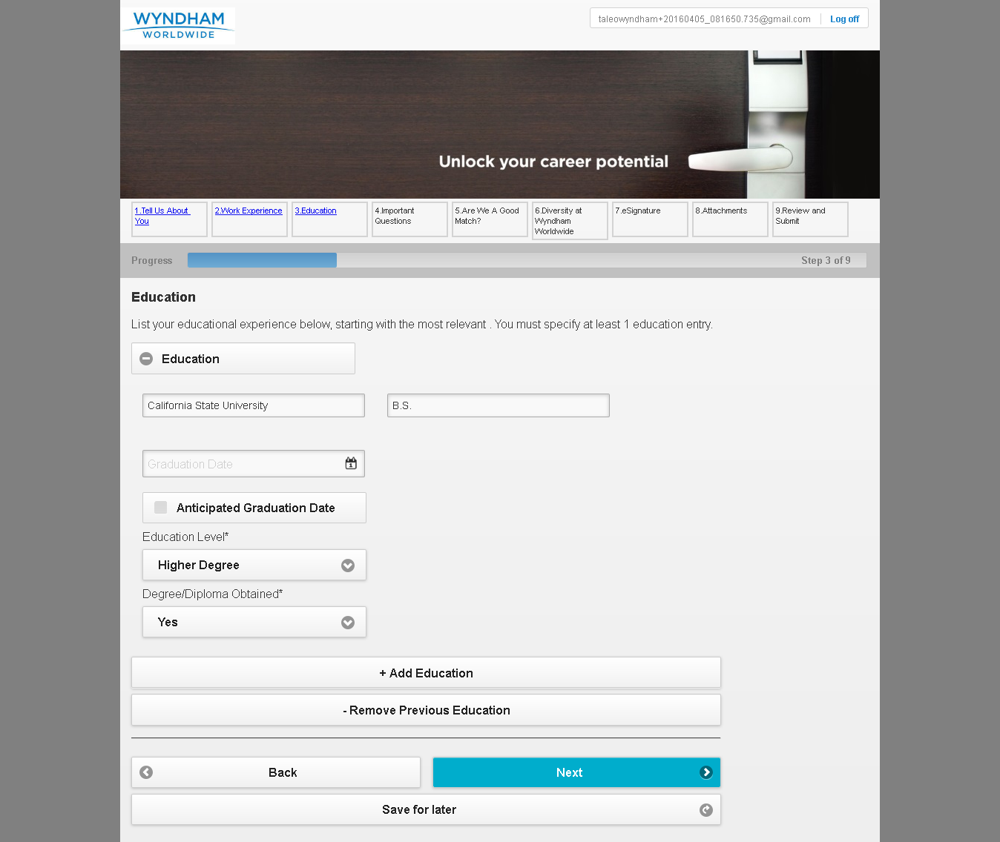 WYNDHAM
WORLDWIDE
taleowyndham+20160405_081650.735@gmail.com
Log off
Unlock your career potential
1.Tell Us About
You
2.Work Experience
3.Education
4.Important
Questions
5.Are We A Good
Match?
6.Diversity at
Wyndham
Worldwide
7.eSignature
8.Attachments
9.Review and
Submit
Progress
Step 3 of 9
Education
List your educational experience below, starting with the most relevant . You must specify at least 1 education entry.
Education
California State University
B.S.
Graduation Date
1
Anticipated Graduation Date
Education Level*
Higher Degree
Degree/Diploma Obtained*
Yes
+ Add Education
- Remove Previous Education
Back
Next
Save for later